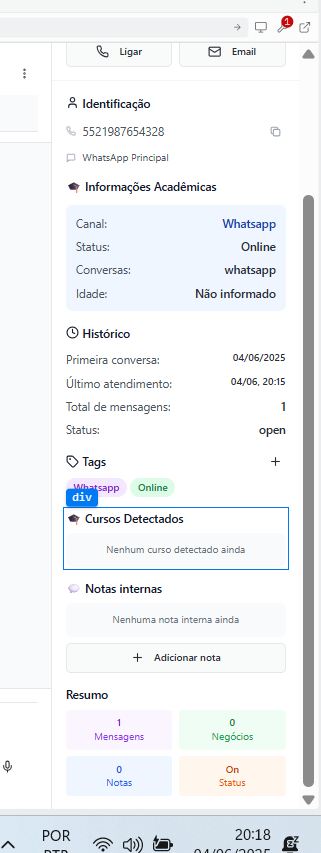 1
Ligar
Email
Identificação
5521987654328
WhatsApp Principal
Informações Acadêmicas
Canal: Whatsapp
Status: Online
Conversas: whatsapp
Idade: Não informado
Histórico
Primeira conversa: 04/06/2025
Último atendimento: 04/06, 20:15
Total de mensagens: 1
Status: open
Tags
Whatsapp Online
div
Cursos Detectados
Nenhum curso detectado ainda
Notas internas
Nenhuma nota interna ainda
+ Adicionar nota
Resumo
1 0
Mensagens Negócios
0 On
Notas Status
POR 20:18
PTB 04/06/2025